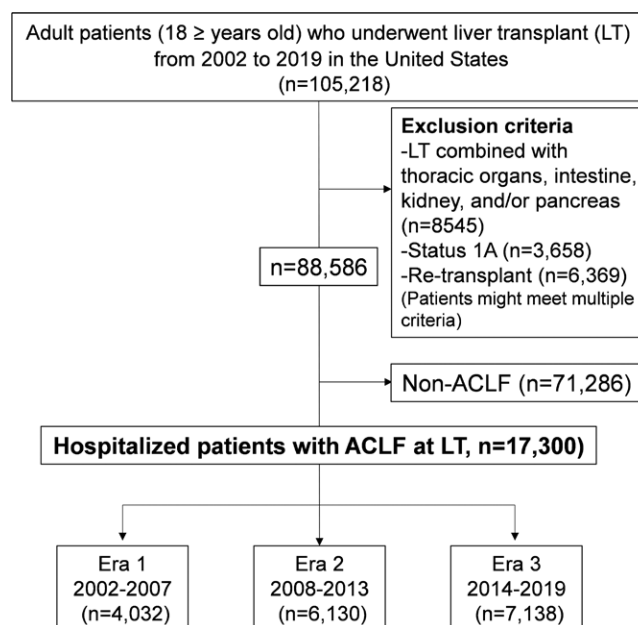 Adult patients (18 ≥ years old) who underwent liver transplant (LT)
from 2002 to 2019 in the United States
(n=105,218)
Exclusion criteria
-LT combined with
thoracic organs, intestine,
kidney, and/or pancreas
(n=8545)
-Status 1A (n=3,658)
-Re-transplant (n=6,369)
(Patients might meet multiple
criteria)
n=88,586
Non-ACLF (n=71,286)
Hospitalized patients with ACLF at LT, n=17,300)
Era 1
2002-2007
(n=4,032)
Era 2
2008-2013
(n=6,130)
Era 3
2014-2019
(n=7,138)